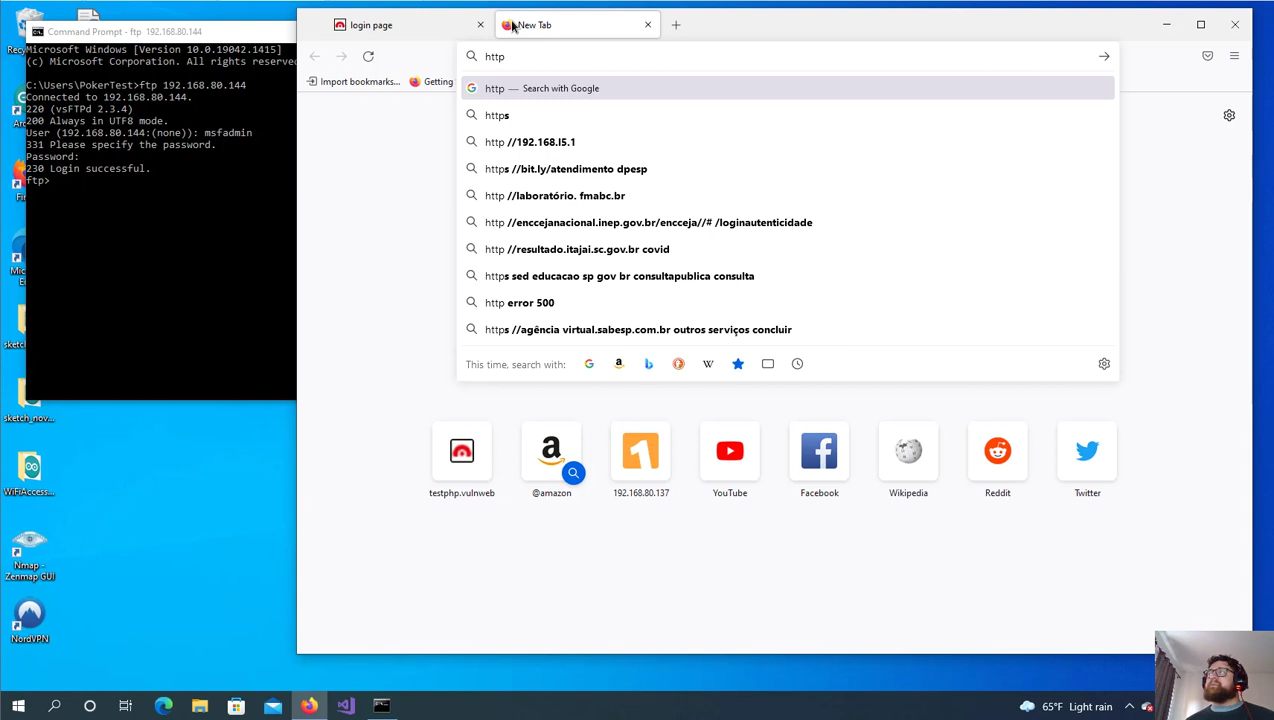 Recy
Command Prompt - ftp 192.168.80.144
Microsoft Windows [Version 10.0.19042.1415]
(c) Microsoft Corporation. All rights reserve
C:\Users\PokerTest>ftp 192.168.80.144
Connected to 192.168.80.144.
220 (vsFTPd 2.3.4)
200 Always in UTF8 mode.
User (192.168.80.144:(none)): msfadmin
331 Please specify the password.
Password:
230 Login successful.
ftp>
login page
New Tab
http
Import bookmarks...
Getting
http — Search with Google
https
http //192.168.l5.1
https //bit.ly/atendimento dpesp
http //laboratório. fmabc.br
http //enccejanacional.inep.gov.br/encceja//# /loginautenticidade
http //resultado.itajai.sc.gov.br covid
https sed educacao sp gov br consultapublica consulta
http error 500
https //agência virtual.sabesp.com.br outros serviços concluir
This time, search with:
testphp.vulnweb
@amazon
192.168.80.137
YouTube
Facebook
Wikipedia
Reddit
Twitter
sketch_nov...
WiFiAcces...
Nmap -
Zenmap GUI
NordVPN
65°F Light rain